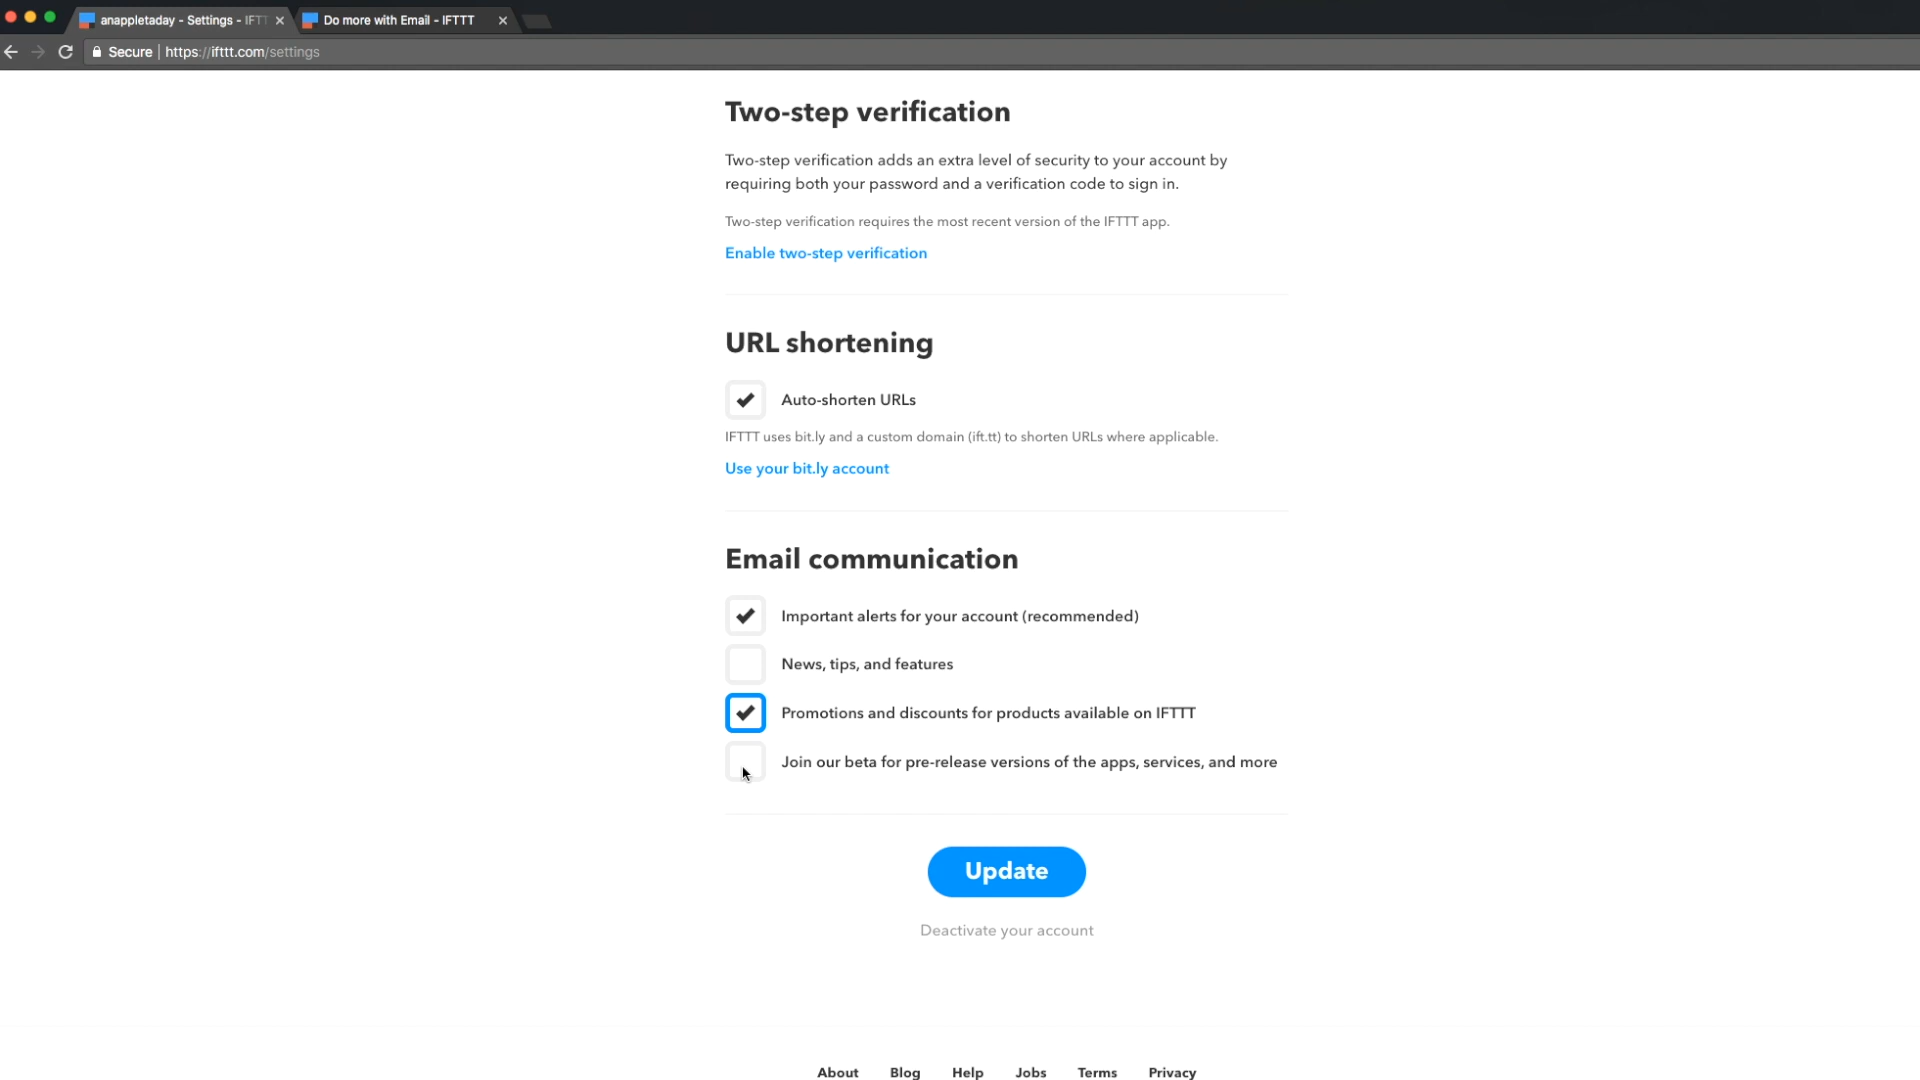 anappletaday - Settings - IFTT
Do more with Email - IFTTT
Secure | https://ifttt.com/settings
Two-step verification
Two-step verification adds an extra level of security to your account by
requiring both your password and a verification code to sign in.
Two-step verification requires the most recent version of the IFTTT app.
Enable two-step verification
URL shortening
Auto-shorten URLs
IFTTT uses bit.ly and a custom domain (ift.tt) to shorten URLs where applicable.
Use your bit.ly account
Email communication
Important alerts for your account (recommended)
News, tips, and features
Promotions and discounts for products available on IFTTT
Join our beta for pre-release versions of the apps, services, and more
Update
Deactivate your account
About Blog Help Jobs Terms Privacy